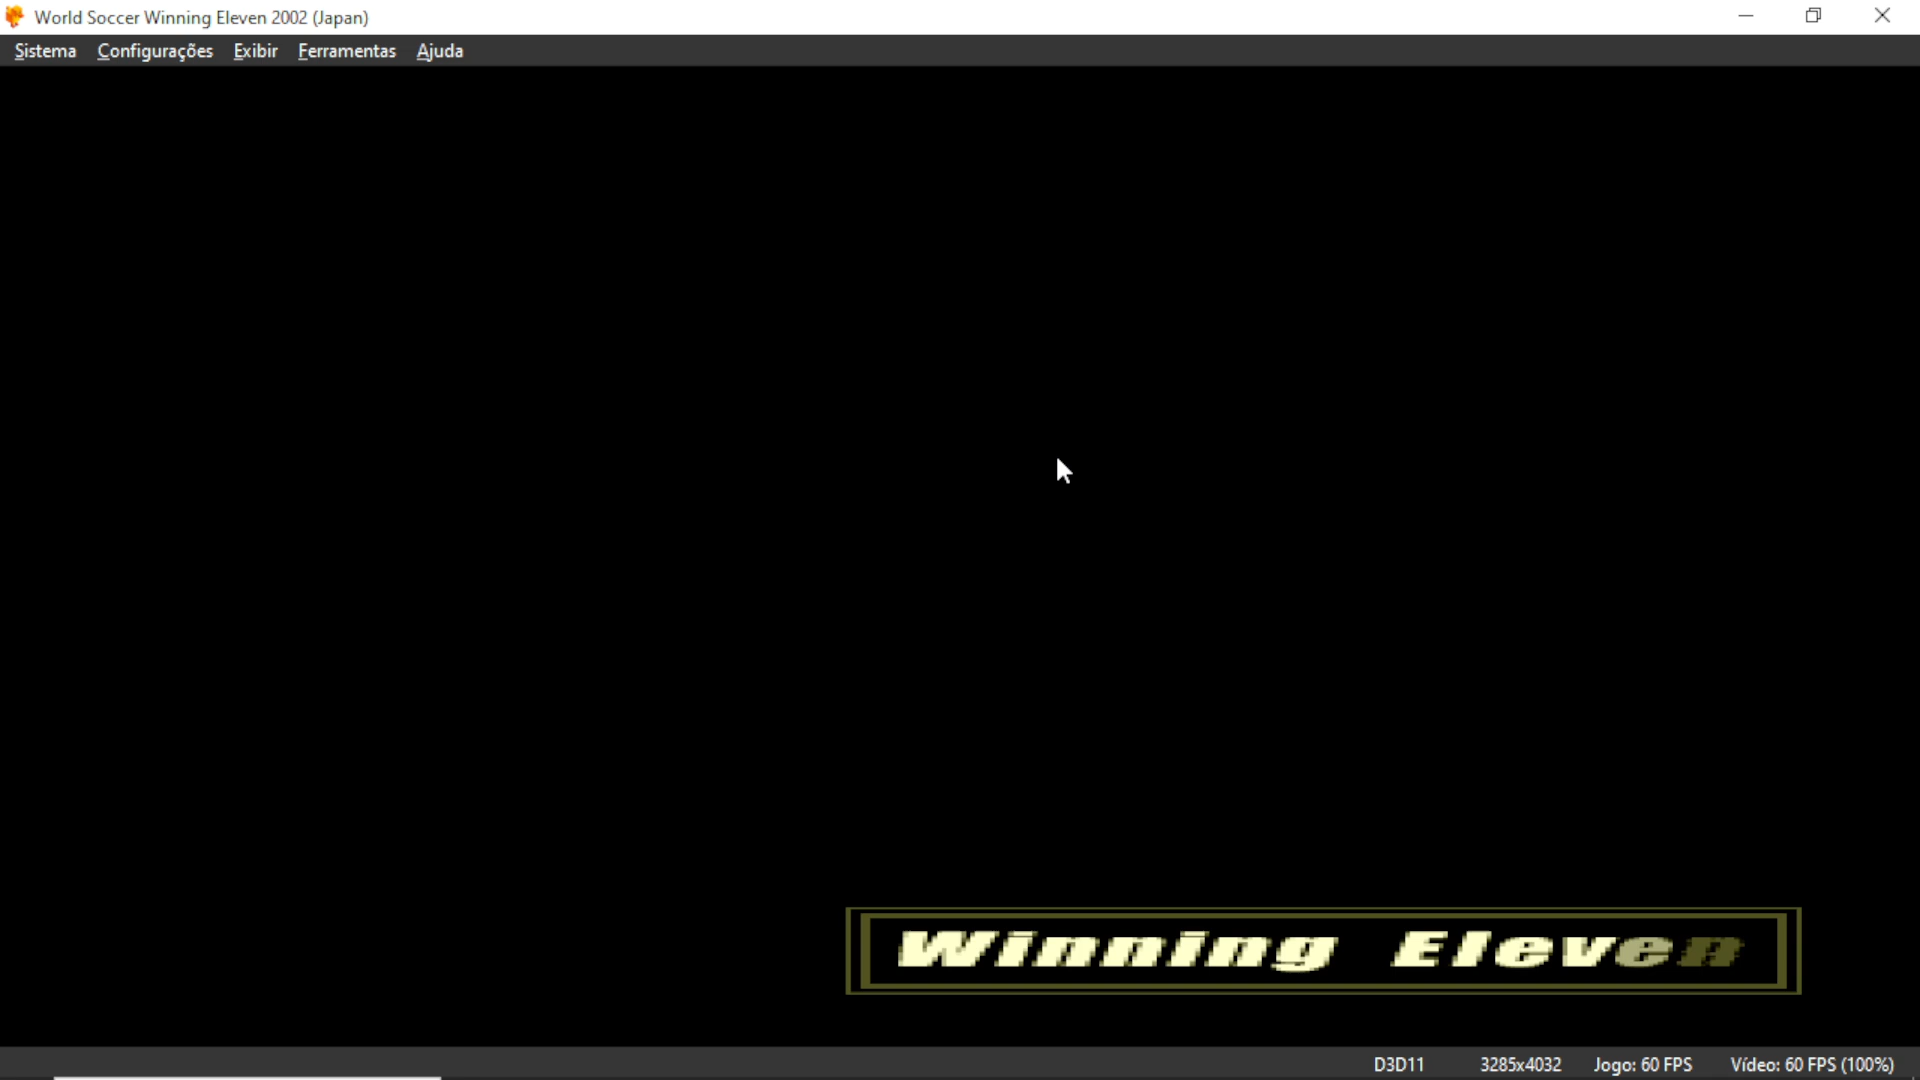 World Soccer Winning Eleven 2002 (Japan)
Sistema Configurações Exibir Ferramentas Ajuda
Winning Eleven
D3D11 3285x4032 Jogo: 60 FPS Vídeo: 60 FPS (100%)